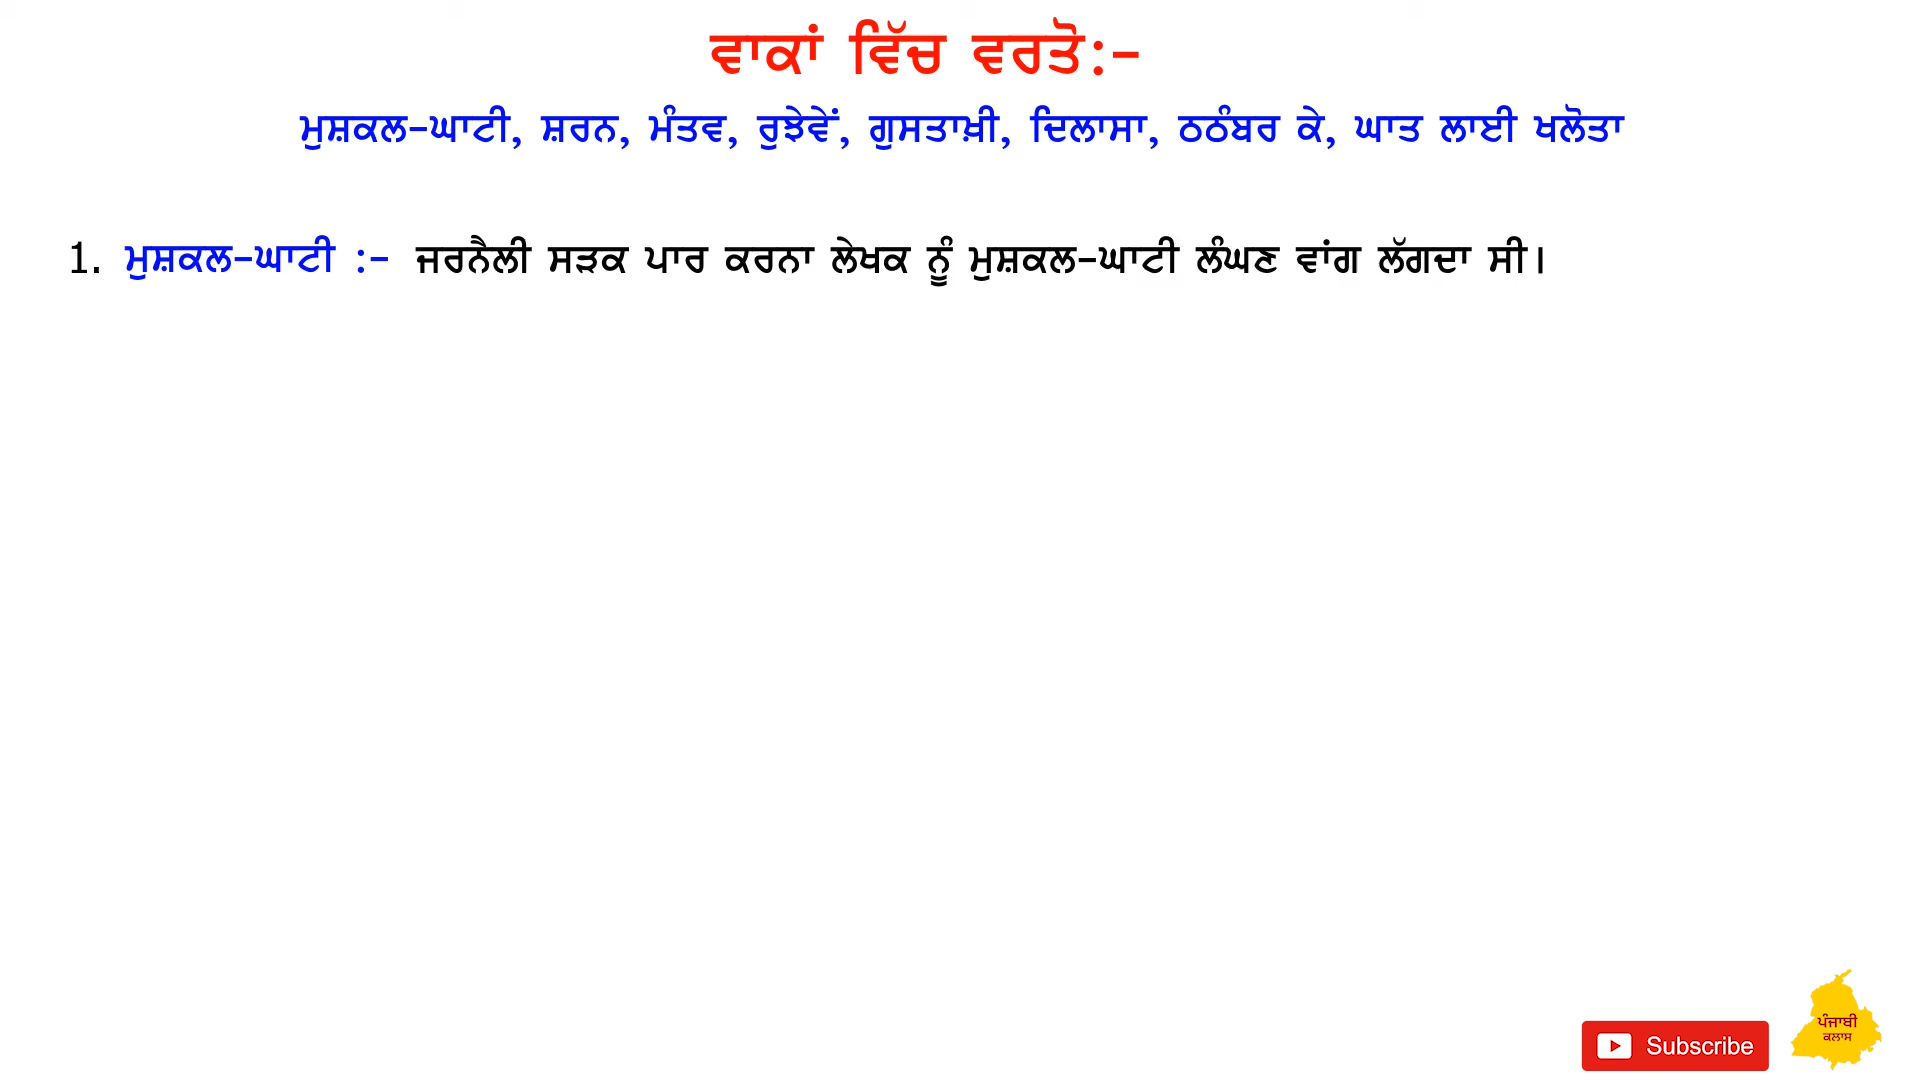 ਵਾਕਾਂ ਵਿੱਚ ਵਰਤੋ:-
ਮੁਸ਼ਕਲ-ਘਾਟੀ, ਸ਼ਰਨ, ਮੰਤਵ, ਰੁਝੇਵੇਂ, ਗੁਸਤਾਖ਼ੀ, ਦਿਲਾਸਾ, ਠਠੰਬਰ ਕੇ, ਘਾਤ ਲਾਈ ਖਲੋਤਾ
1. ਮੁਸ਼ਕਲ-ਘਾਟੀ :- ਜਰਨੈਲੀ ਸੜਕ ਪਾਰ ਕਰਨਾ ਲੇਖਕ ਨੂੰ ਮੁਸ਼ਕਲ-ਘਾਟੀ ਲੰਘਣ ਵਾਂਗ ਲੱਗਦਾ ਸੀ।
ਪੰਜਾਬੀ
ਕਲਾਸ
Subscribe